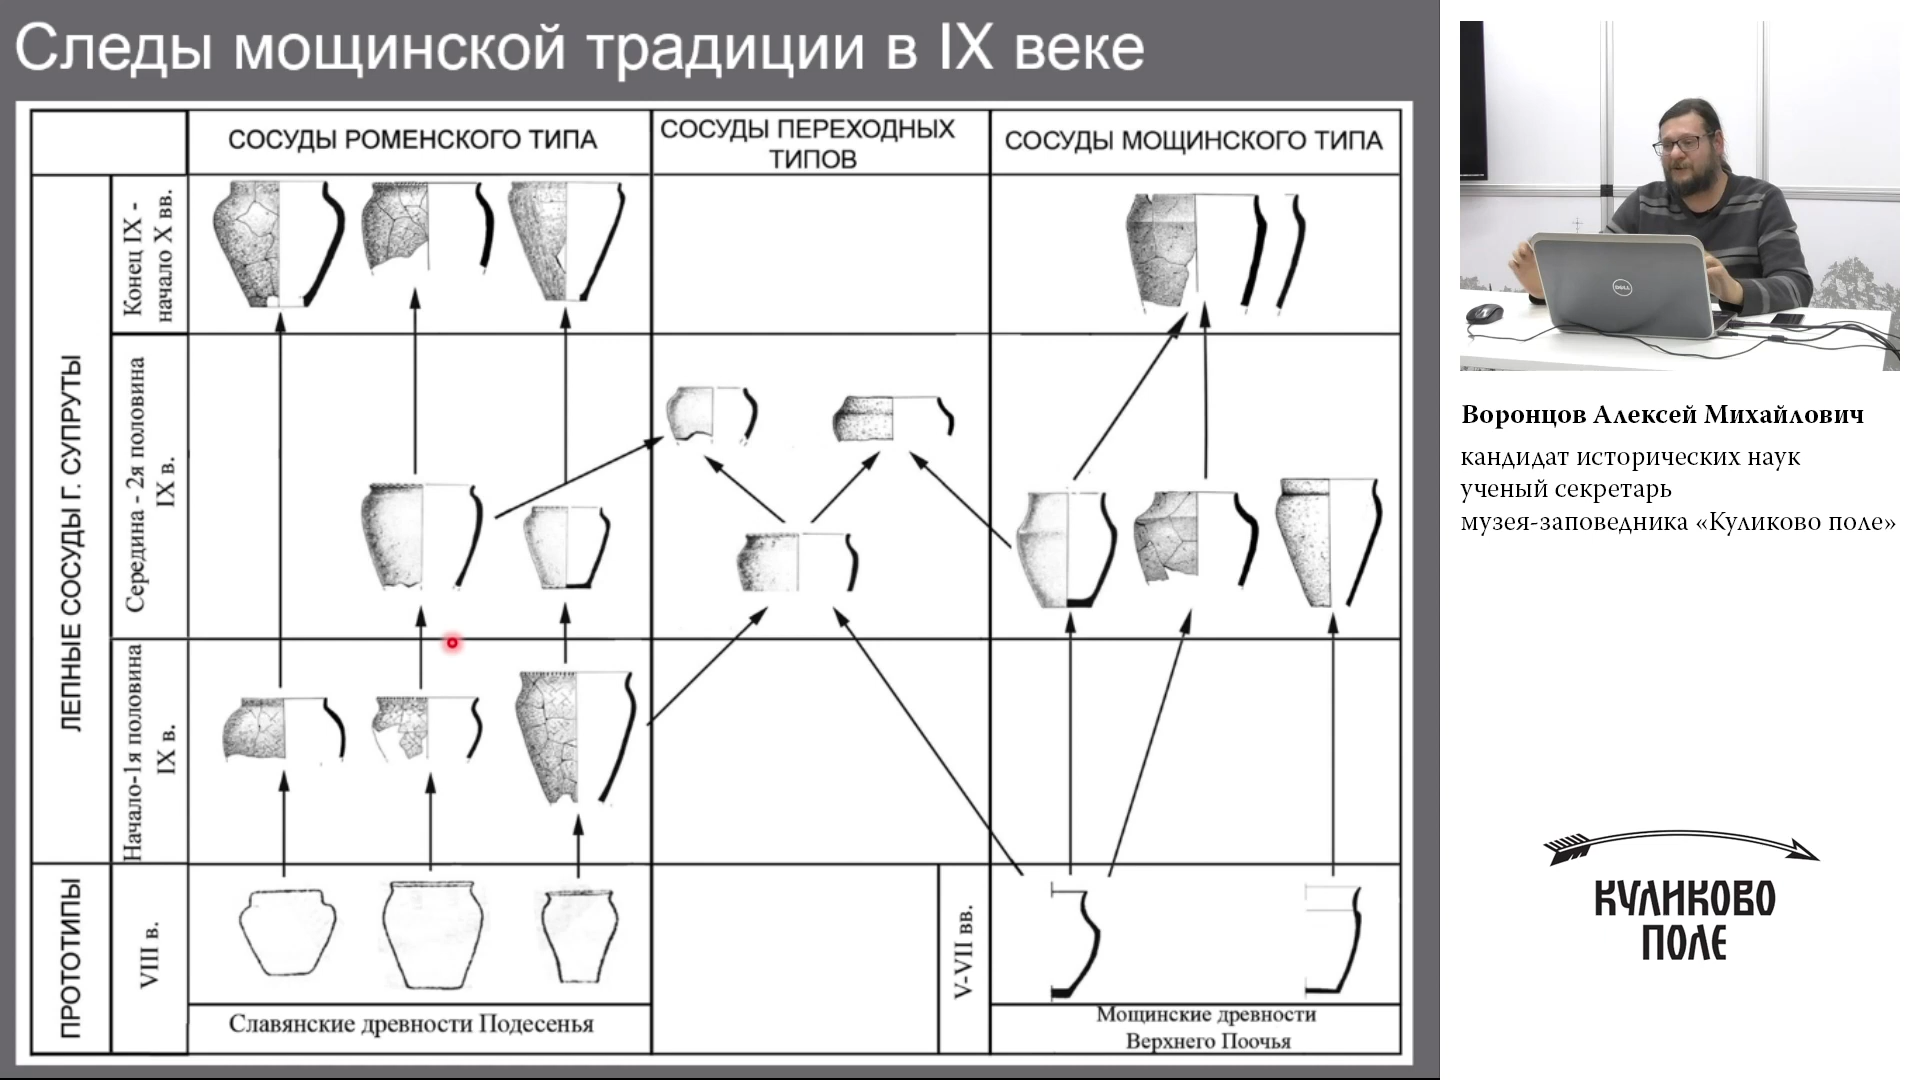 Следы мощинской традиции в IX веке
СОСУДЫ РОМЕНСКОГО ТИПА
СОСУДЫ ПЕРЕХОДНЫХ
ТИПОВ
СОСУДЫ МОЩИНСКОГО ТИПА
ЛЕПНЫЕ СОСУДЫ Г. СУПРУТЫ
Конец IX -
начало X вв.
Середина - 2я половина
IX в.
Начало-1я половина
IX в.
ПРОТОТИПЫ
VIII в.
V-VII вв.
Славянские древности Подесенья
Мощинские древности
Верхнего Поочья
DELL
Воронцов Алексей Михайлович
кандидат исторических наук
ученый секретарь
музея-заповедника «Куликово поле»
КУЛИКОВО
ПОЛЕ